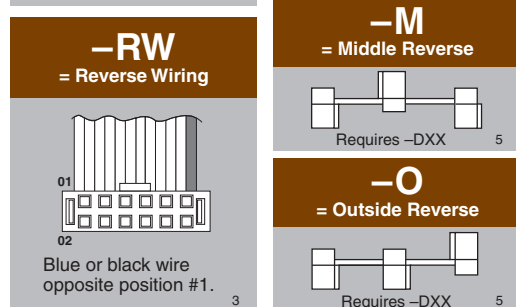 –RW
= Reverse Wiring
01
02
Blue or black wire
opposite position #1.
3
–M
= Middle Reverse
Requires –DXX
5
–O
= Outside Reverse
Requires –DXX
5